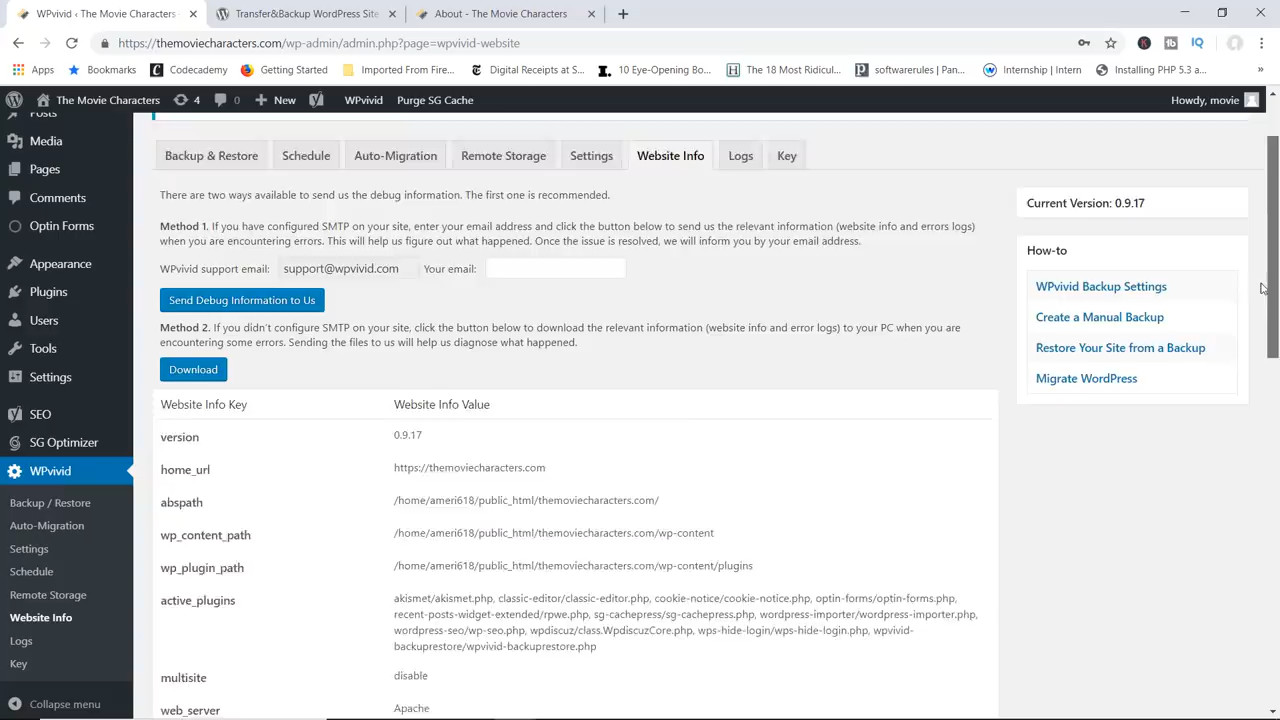 WPvivid ‹ The Movie Characters
Transfer&Backup WordPress Site
About - The Movie Characters
https://themoviecharacters.com/wp-admin/admin.php?page=wpvivid-website
Apps
Bookmarks
Codecademy
Getting Started
Imported From Fire...
Digital Receipts at S...
10 Eye-Opening Bo...
The 18 Most Ridicul...
softwarerules | Pan...
Internship | Intern
Installing PHP 5.3 a...
»
The Movie Characters
4
0
New
WPvivid
Purge SG Cache
Howdy, movie
Posts
Media
Pages
Comments
Optin Forms
Appearance
Plugins
Users
Tools
Settings
SEO
SG Optimizer
WPvivid
Backup / Restore
Auto-Migration
Settings
Schedule
Remote Storage
Website Info
Logs
Key
Collapse menu
Backup & Restore
Schedule
Auto-Migration
Remote Storage
Settings
Website Info
Logs
Key
There are two ways available to send us the debug information. The first one is recommended.
Method 1. If you have configured SMTP on your site, enter your email address and click the button below to send us the relevant information (website info and errors logs)
when you are encountering errors. This will help us figure out what happened. Once the issue is resolved, we will inform you by your email address.
WPvivid support email: support@wpvivid.com Your email:
Send Debug Information to Us
Method 2. If you didn't configure SMTP on your site, click the button below to download the relevant information (website info and error logs) to your PC when you are
encountering some errors. Sending the files to us will help us diagnose what happened.
Download
Website Info Key Website Info Value
version 0.9.17
home_url https://themoviecharacters.com
abspath /home/ameri618/public_html/themoviecharacters.com/
wp_content_path /home/ameri618/public_html/themoviecharacters.com/wp-content
wp_plugin_path /home/ameri618/public_html/themoviecharacters.com/wp-content/plugins
active_plugins akismet/akismet.php, classic-editor/classic-editor.php, cookie-notice/cookie-notice.php, optin-forms/optin-forms.php,
recent-posts-widget-extended/rpwe.php, sg-cachepress/sg-cachepress.php, wordpress-importer/wordpress-importer.php,
wordpress-seo/wp-seo.php, wpdiscuz/class.WpdiscuzCore.php, wps-hide-login/wps-hide-login.php, wpvivid-
backuprestore/wpvivid-backuprestore.php
multisite disable
web_server Apache
Current Version: 0.9.17
How-to
WPvivid Backup Settings
Create a Manual Backup
Restore Your Site from a Backup
Migrate WordPress